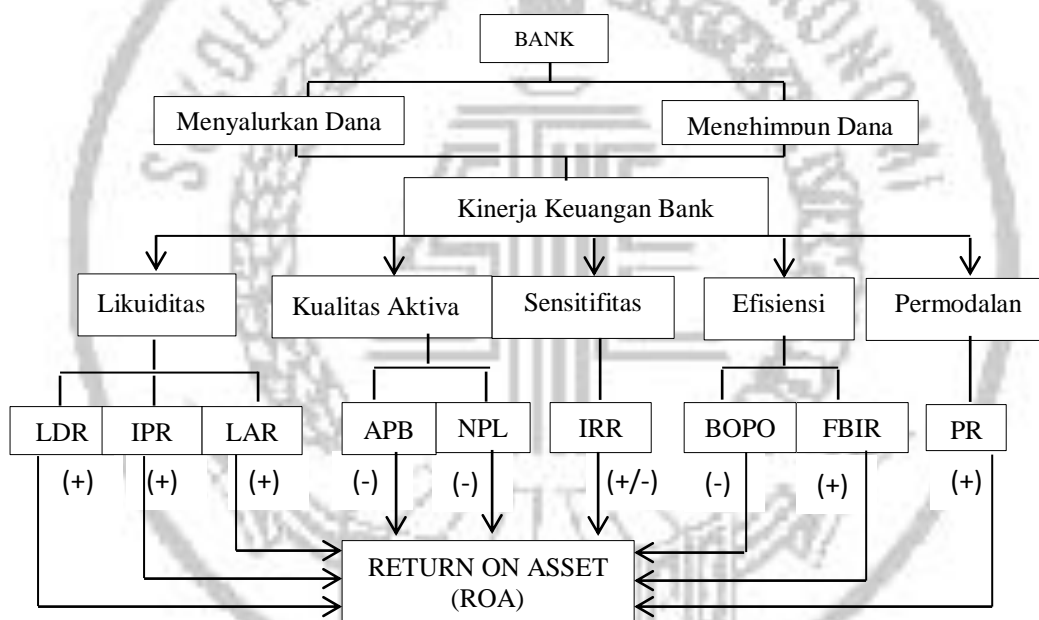 BANK
Menyalurkan Dana
Menghimpun Dana
Kinerja Keuangan Bank
Likuiditas
Kualitas Aktiva
Sensitifitas
Efisiensi
Permodalan
LDR
IPR
LAR
APB
NPL
IRR
BOPO
FBIR
PR
(+)
(+)
(+)
(-)
(-)
(+/-)
(-)
(+)
(+)
RETURN ON ASSET
(ROA)